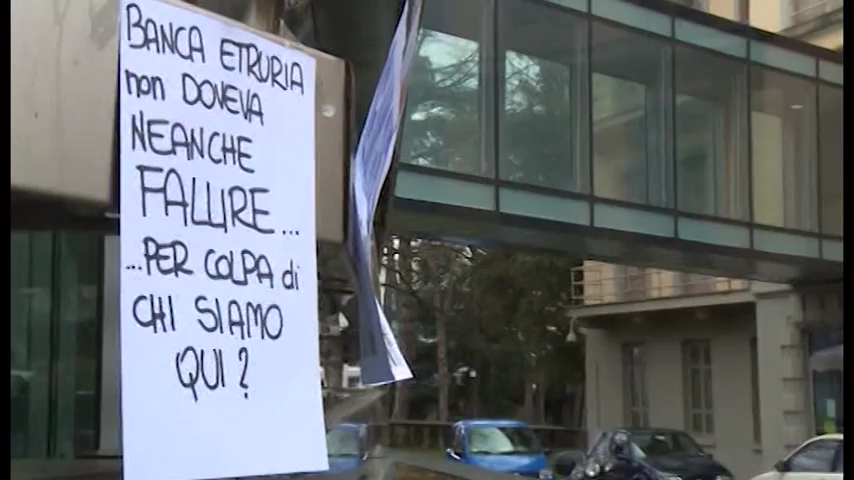 BANCA ETRURIA
non DOVEVA
NEANCHE
FALLIRE...
...PER COLPA di
CHI SIAMO
QUI?